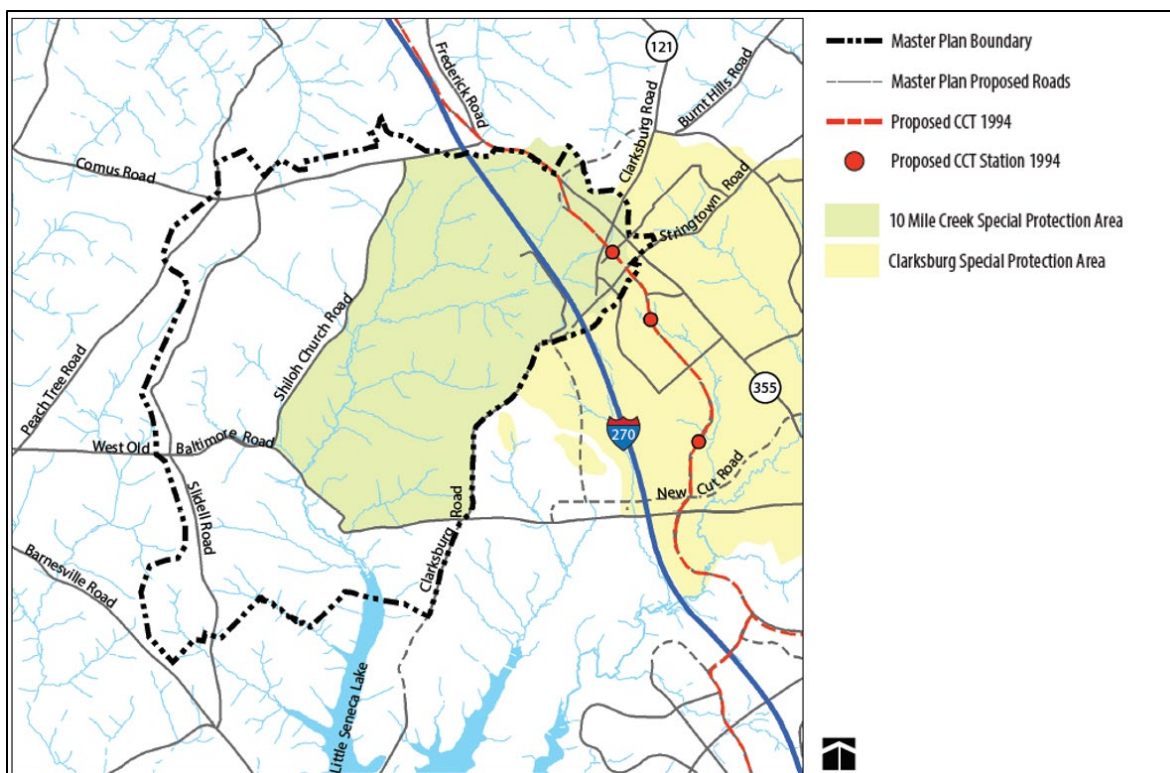 Frederick Road
121
Clarksburg Road
Burnt Hills Road
Comus Road
Stringtown Road
Shiloh Church Road
Peach Tree Road
355
270
West Old Baltimore Road
New Cut Road
Slidell Road
Clarksburg Road
Barnesville Road
Little Seneca Lake
Master Plan Boundary
Master Plan Proposed Roads
Proposed CCT 1994
Proposed CCT Station 1994
10 Mile Creek Special Protection Area
Clarksburg Special Protection Area